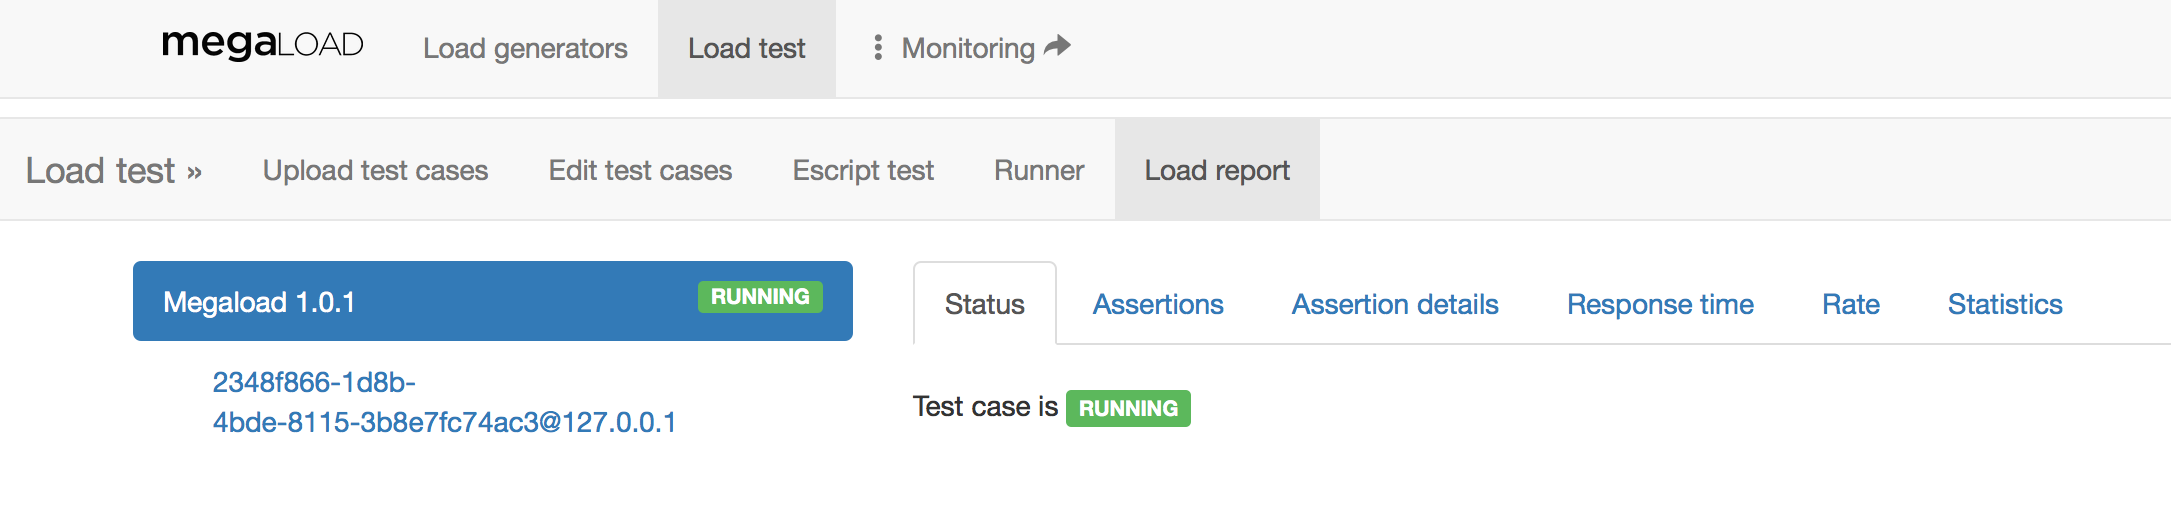 megaLOAD Load generators Load test Monitoring
Load test » Upload test cases Edit test cases Escript test Runner Load report
Megaload 1.0.1 RUNNING
2348f866-1d8b-
4bde-8115-3b8e7fc74ac3@127.0.0.1
Status Assertions Assertion details Response time Rate Statistics
Test case is RUNNING